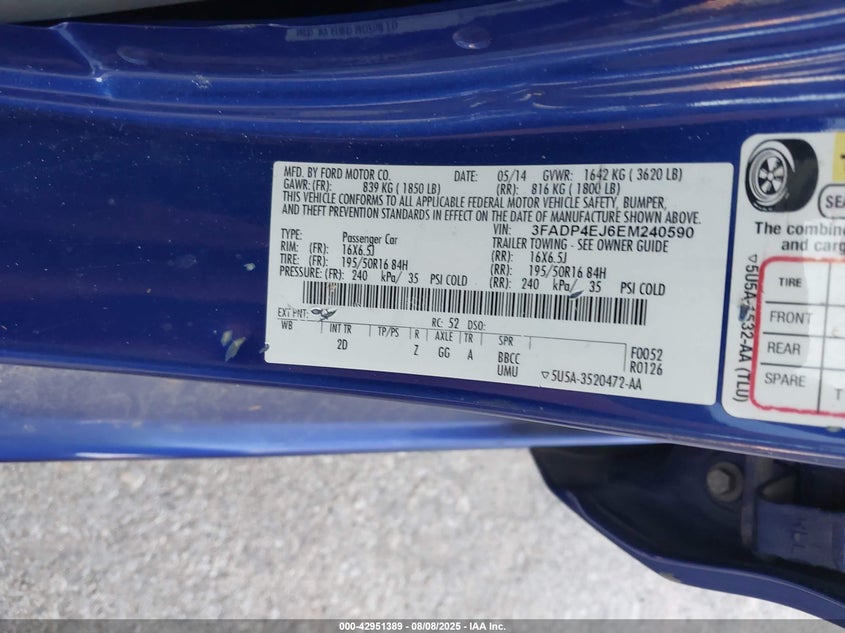 MFD. BY FORD MOTOR CO. DATE: 05/14 GVWR: 1642 KG ( 3620 LB)
GAWR: (FR): 839 KG ( 1850 LB) (RR): 816 KG ( 1800 LB)
THIS VEHICLE CONFORMS TO ALL APPLICABLE FEDERAL MOTOR VEHICLE SAFETY, BUMPER,
AND THEFT PREVENTION STANDARDS IN EFFECT ON THE DATE OF MANUFACTURE SHOWN ABOVE.
VIN: 3FADP4EJ6EM240590
TYPE: Passenger Car TRAILER TOWING - SEE OWNER GUIDE
RIM: (FR): 16X6.5J (RR): 16X6.5J
TIRE: (FR): 195/50R16 84H (RR): 195/50R16 84H
PRESSURE: (FR): 240 kPa/ 35 PSI COLD (RR): 240 kPa/ 35 PSI COLD
EXT PNT: RC: 52 DSO:
WB INT TR TP/PS R AXLE TR SPR
2D Z GG A BBCC F0052
UMU R0126
▽5U5A-3520472-AA
The combine
and carg
TIRE
FRONT
REAR
SPARE T
000-42951389 - 08/08/2025 - IAA Inc.